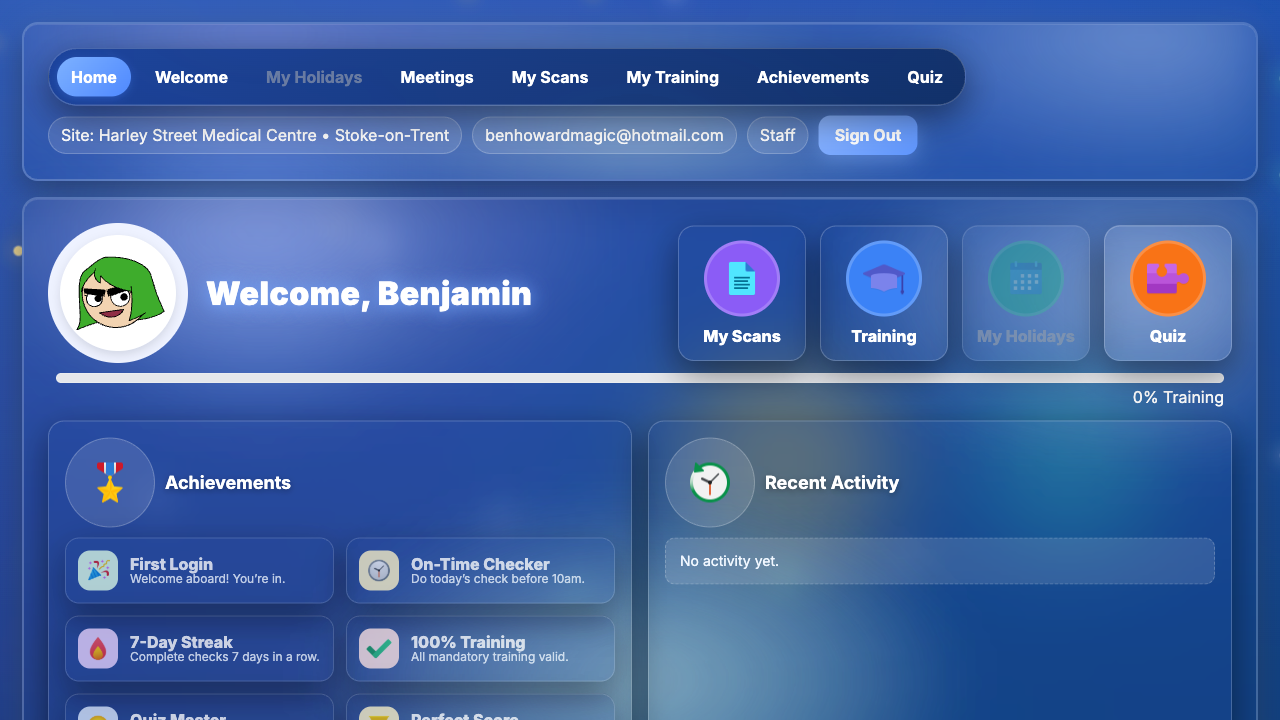 Home Welcome My Holidays Meetings My Scans My Training Achievements Quiz
Site: Harley Street Medical Centre • Stoke-on-Trent benhowardmagic@hotmail.com Staff Sign Out
Welcome, Benjamin
My Scans Training My Holidays Quiz
0% Training
Achievements
First Login
Welcome aboard! You’re in.
On-Time Checker
Do today’s check before 10am.
7-Day Streak
Complete checks 7 days in a row.
100% Training
All mandatory training valid.
Quiz Master
Perfect Score
Recent Activity
No activity yet.